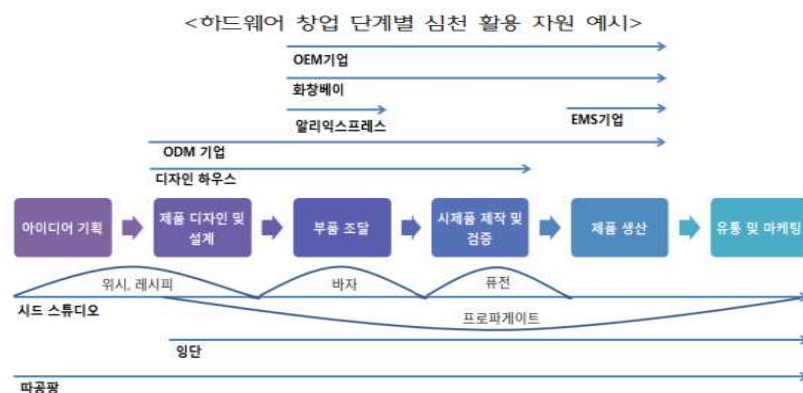 <하드웨어 창업 단계별 심천 활용 자원 예시>
OEM기업
화창베이
알리익스프레스
EMS기업
ODM 기업
디자인 하우스
아이디어 기획
제품 디자인 및
설계
부품 조달
시제품 제작 및
검증
제품 생산
유통 및 마케팅
위시, 레시피
바자
퓨전
시드 스튜디오
프로파게이트
잉단
따공팡